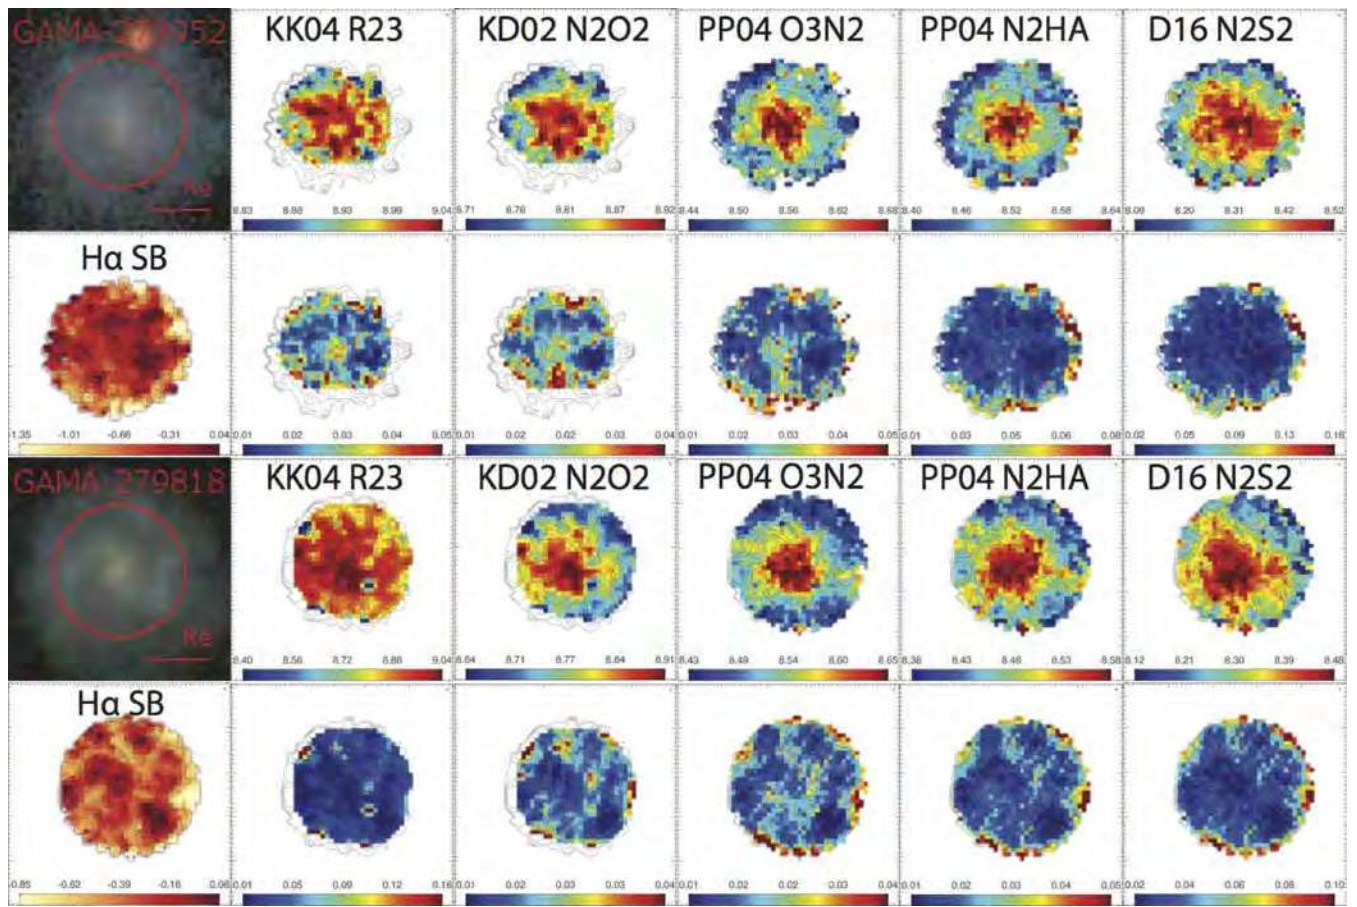 KK04 R23
KD02 N2O2
PP04 O3N2
PP04 N2HA
D16 N2S2
Re
8.83 8.88 8.93 8.99 9.04
8.71 8.76 8.81 8.87 8.92
8.44 8.50 8.56 8.62 8.68
8.40 8.46 8.52 8.58 8.64
8.09 8.20 8.31 8.42 8.52
Hα SB
-1.35 -1.01 -0.66 -0.31 0.04
0.01 0.02 0.03 0.04 0.05
0.01 0.02 0.02 0.03
0.01 0.02 0.03 0.04 0.05
0.01 0.03 0.05 0.06 0.08
0.02 0.05 0.09 0.13 0.16
GAMA-279818
KK04 R23
KD02 N2O2
PP04 O3N2
PP04 N2HA
D16 N2S2
Re
8.40 8.56 8.72 8.88 9.04
8.64 8.71 8.77 8.84 8.91
8.43 8.49 8.54 8.60 8.65
8.38 8.43 8.48 8.53 8.58
8.12 8.21 8.30 8.39 8.48
Hα SB
-0.85 -0.62 -0.39 -0.16 0.06
0.01 0.05 0.09 0.12 0.16
0.01 0.02 0.03 0.03
0.01 0.02 0.03 0.04
0.01 0.02 0.03 0.04 0.05
0.02 0.04 0.06 0.08 0.10